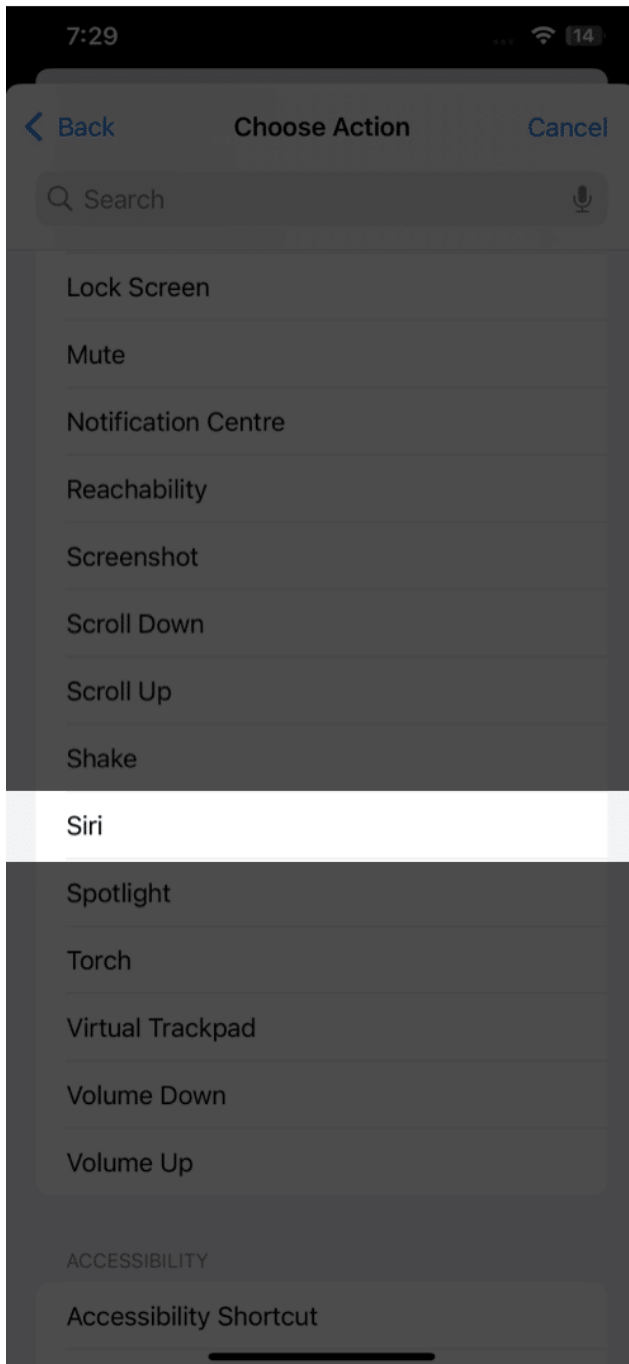 7:29
14
Back Choose Action Cancel
Search
Lock Screen
Mute
Notification Centre
Reachability
Screenshot
Scroll Down
Scroll Up
Shake
Siri
Spotlight
Torch
Virtual Trackpad
Volume Down
Volume Up
ACCESSIBILITY
Accessibility Shortcut